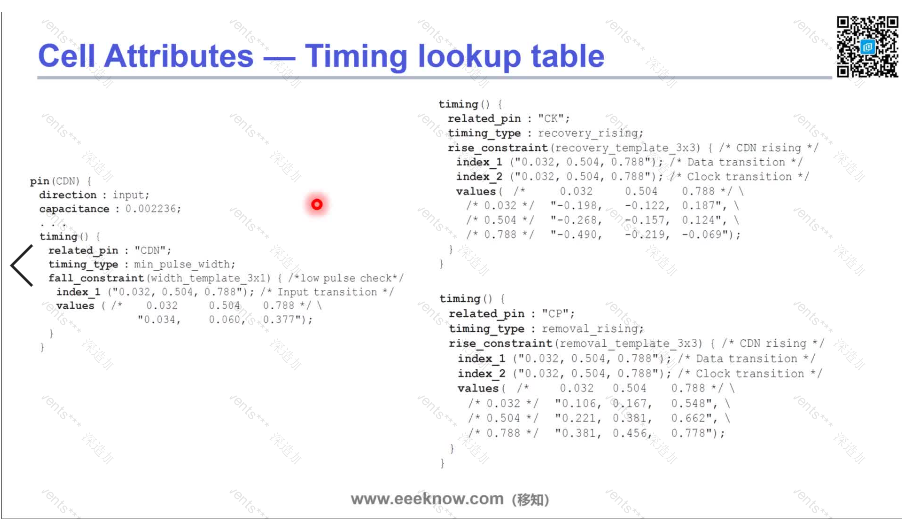 Cell Attributes — Timing lookup table
pin(CDN) {
direction : input;
capacitance : 0.002236;
. . .
timing() {
related_pin : "CDN";
timing_type : min_pulse_width;
fall_constraint(width_template_3x1) { /*low pulse check*/
index_1 ("0.032, 0.504, 0.788"); /* Input transition */
values ( /* 0.032 0.504 0.788 */ \
"0.034, 0.060, 0.377");
}
}
timing() {
related_pin : "CK";
timing_type : recovery_rising;
rise_constraint(recovery_template_3x3) { /* CDN rising */
index_1 ("0.032, 0.504, 0.788"); /* Data transition */
index_2 ("0.032, 0.504, 0.788"); /* Clock transition */
values( /* 0.032 0.504 0.788 */ \
/* 0.032 */ "-0.198, -0.122, 0.187", \
/* 0.504 */ "-0.268, -0.157, 0.124", \
/* 0.788 */ "-0.490, -0.219, -0.069");
}
}
timing() {
related_pin : "CP";
timing_type : removal_rising;
rise_constraint(removal_template_3x3) { /* CDN rising */
index_1 ("0.032, 0.504, 0.788"); /* Data transition */
index_2 ("0.032, 0.504, 0.788"); /* Clock transition */
values( /* 0.032 0.504 0.788 */ \
/* 0.032 */ "0.106, 0.167, 0.548", \
/* 0.504 */ "0.221, 0.381, 0.662", \
/* 0.788 */ "0.381, 0.456, 0.778");
}
}
www.eeeknow.com (移知)